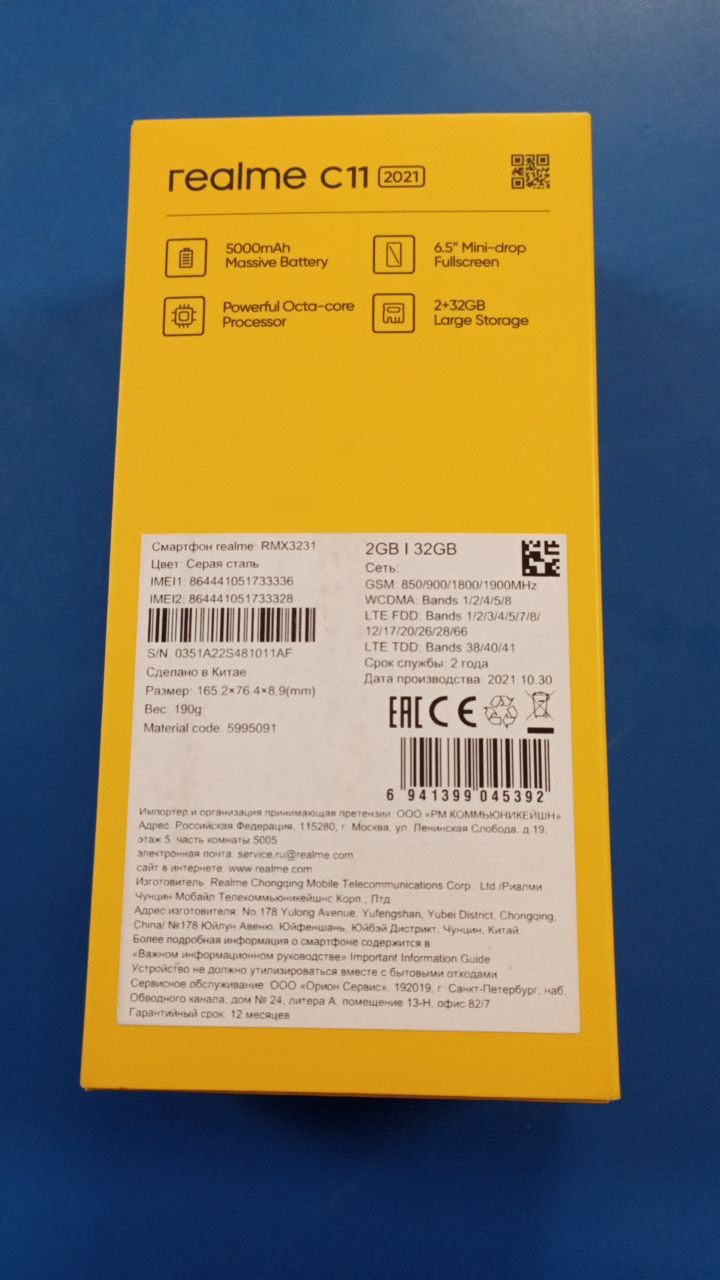 realme C11 2021
5000mAh
Massive Battery
6.5" Mini-drop
Fullscreen
Powerful Octa-core
Processor
2+32GB
Large Storage
Смартфон realme: RMX3231
Цвет: Серая сталь
IMEI1: 864441051733336
IMEI2: 864441051733328
S/N: 0351A22S481011AF
Сделано в Китае
Размер: 165.2×76.4×8.9(mm)
Вес: 190g
Material code: 5995091
2GB | 32GB
Сеть:
GSM: 850/900/1800/1900MHz
WCDMA: Bands 1/2/4/5/8
LTE FDD: Bands 1/2/3/4/5/7/8/
12/17/20/26/28/66
LTE TDD: Bands 38/40/41
Срок службы: 2 года
Дата производства: 2021.10.30
EAC CE
6 941399 045392
Импортер и организация принимающая претензии: ООО «РМ КОММЬЮНИКЕЙШН»
Адрес: Российская Федерация, 115280, г. Москва, ул. Ленинская Слобода, д 19,
этаж 5, часть комнаты 5005
электронная почта: service.ru@realme.com
сайт в интернете: www.realme.com
Изготовитель: Realme Chongqing Mobile Telecommunications Corp., Ltd /Риалми
Чунцин Мобайл Телекоммьюникейшнс Корп., Лтд.
Адрес изготовителя: No.178 Yulong Avenue, Yufengshan, Yubei District, Chongqing,
China/ №178 Юйлун Авеню, Юйфеншань, Юйбэй Дистрикт, Чунцин, Китай.
Более подробная информация о смартфоне содержится в
«Важном информационном руководстве» Important Information Guide
Устройство не должно утилизироваться вместе с бытовыми отходами.
Сервисное обслуживание: ООО «Орион Сервис», 192019, г. Санкт-Петербург, наб
Обводного канала, дом № 24, литера А, помещение 13-Н, офис 82/7
Гарантийный срок: 12 месяцев